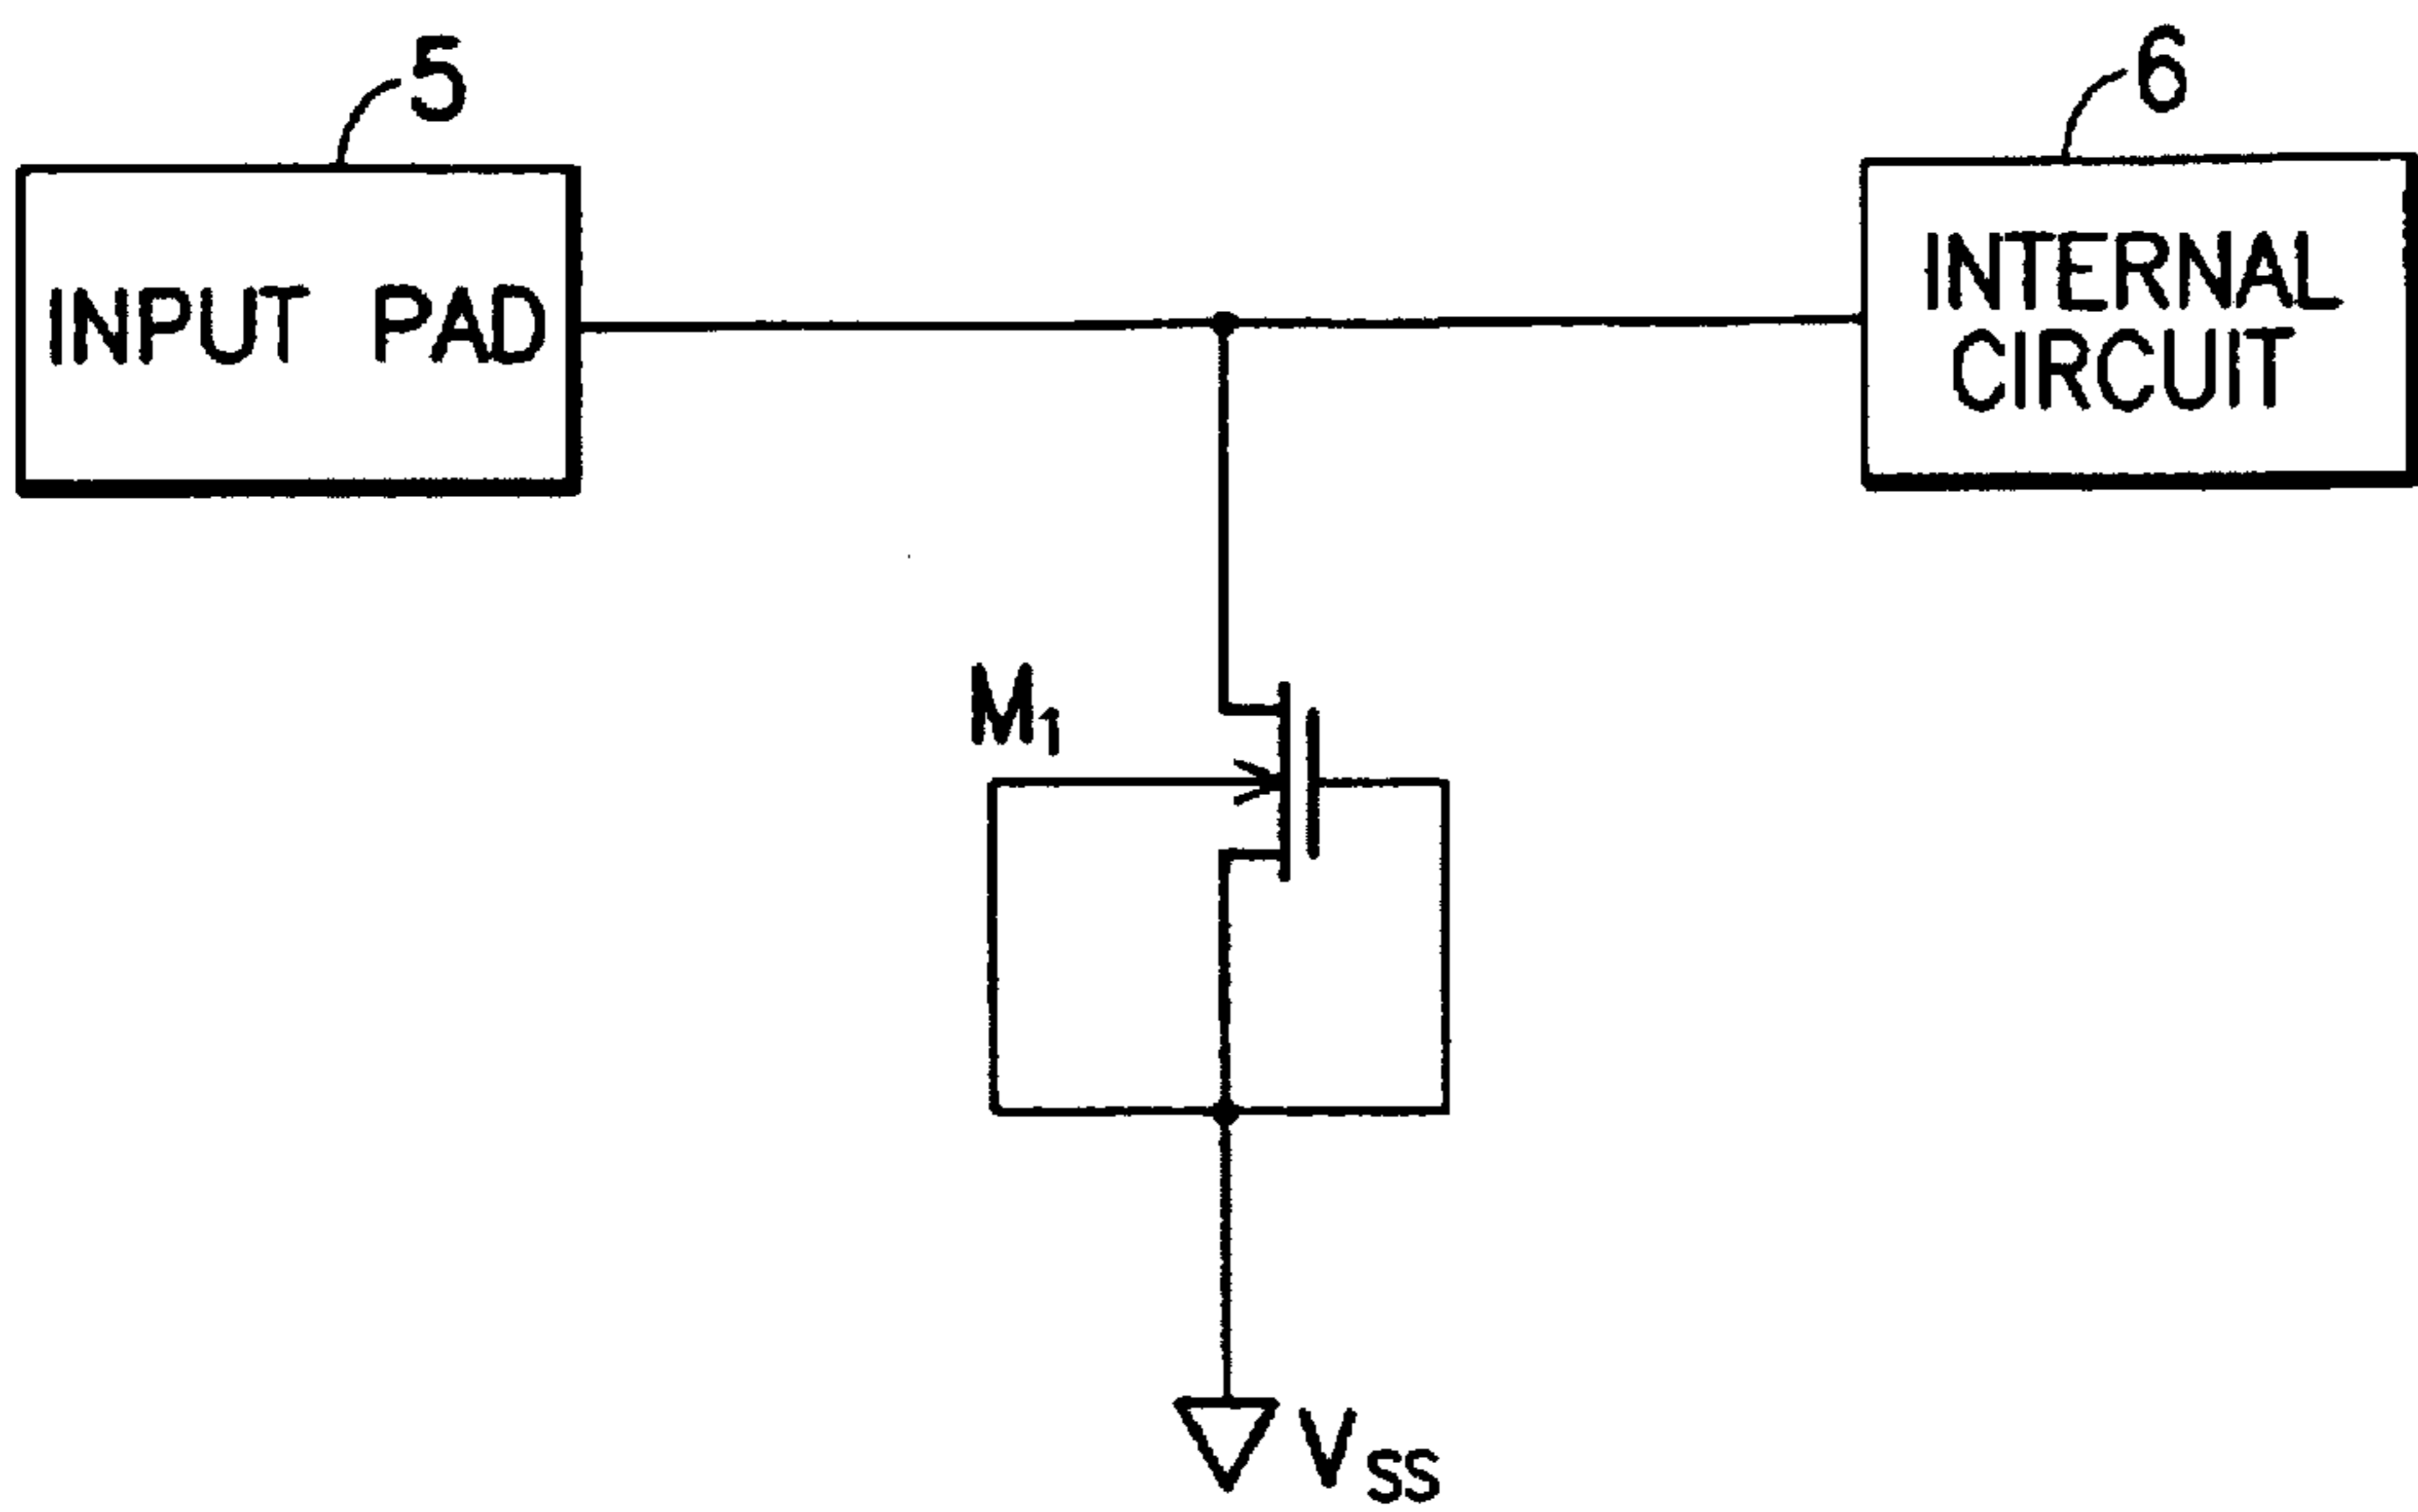 5
6
INPUT PAD
INTERNAL
CIRCUIT
M1
VSS